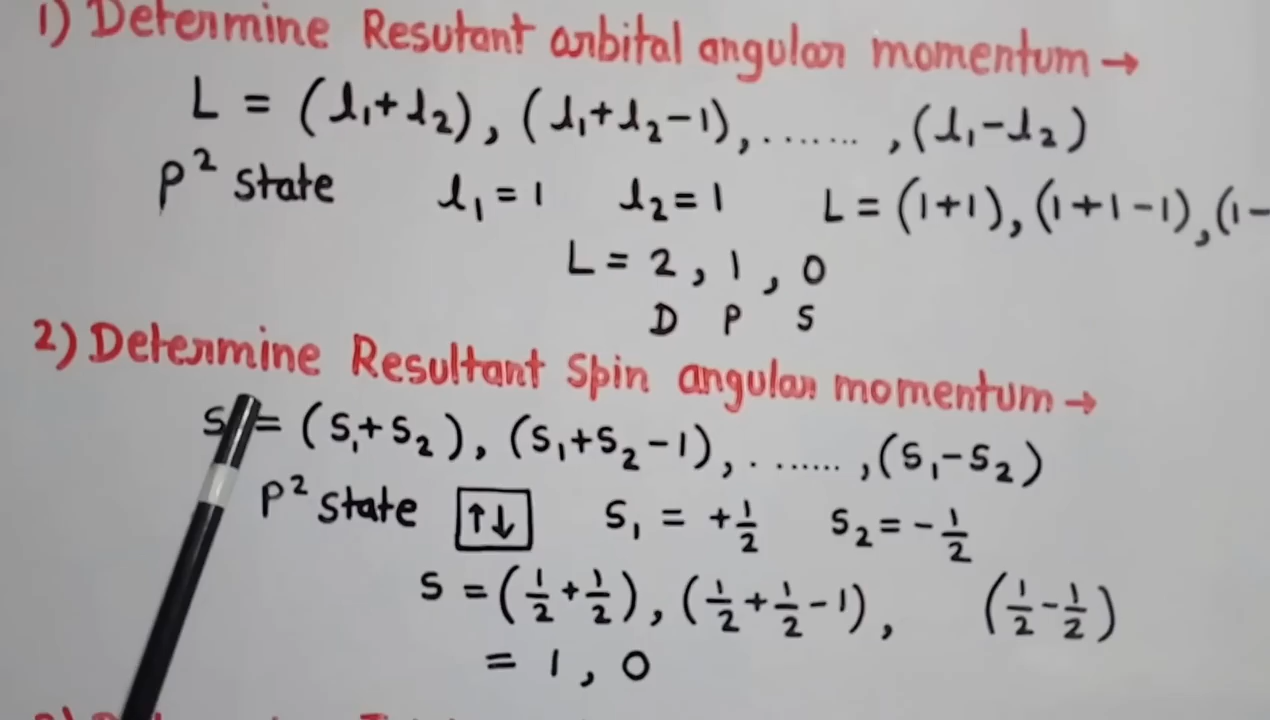 1) Determine Resutant orbital angular momentum →
L = (l₁+l₂), (l₁+l₂-1), ......., (l₁-l₂)
P² state l₁ = 1 l₂ = 1 L = (1+1), (1+1-1), (1-
L = 2, 1, 0
D P S
2) Determine Resultant Spin angular momentum →
S = (S₁+S₂), (S₁+S₂-1), ......., (S₁-S₂)
P² state ↑↓ S₁ = +1/2 S₂ = -1/2
S = (1/2+1/2), (1/2+1/2-1), (1/2-1/2)
= 1, 0